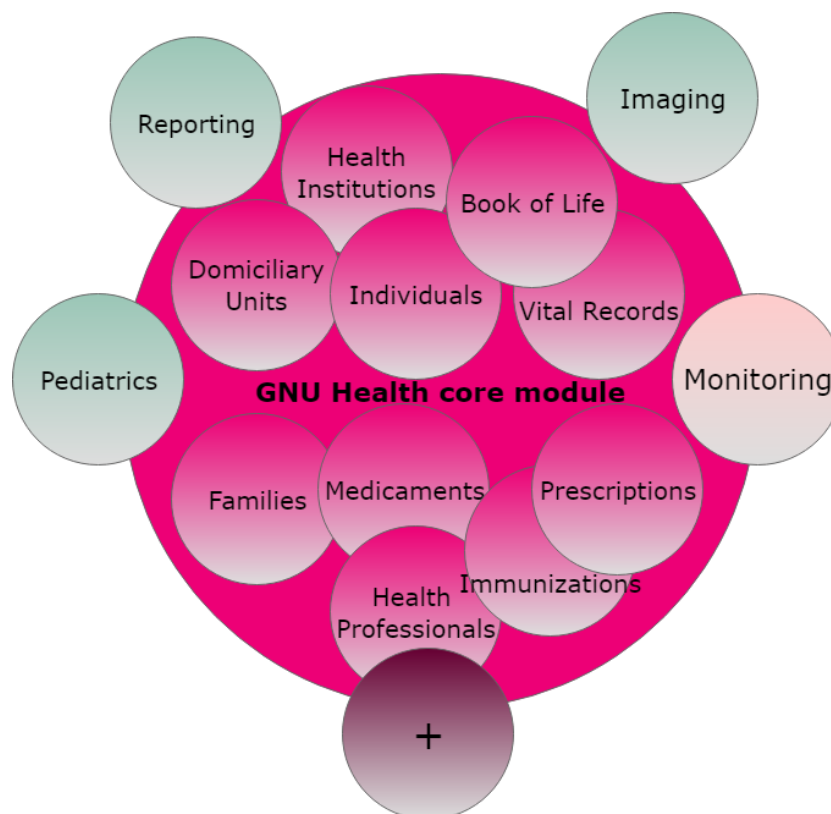 Imaging
Reporting
Health
Institutions
Book of Life
Domiciliary
Units
Individuals
Vital Records
Pediatrics
Monitoring
GNU Health core module
Families
Medicaments
Prescriptions
Immunizations
Health
Professionals
+